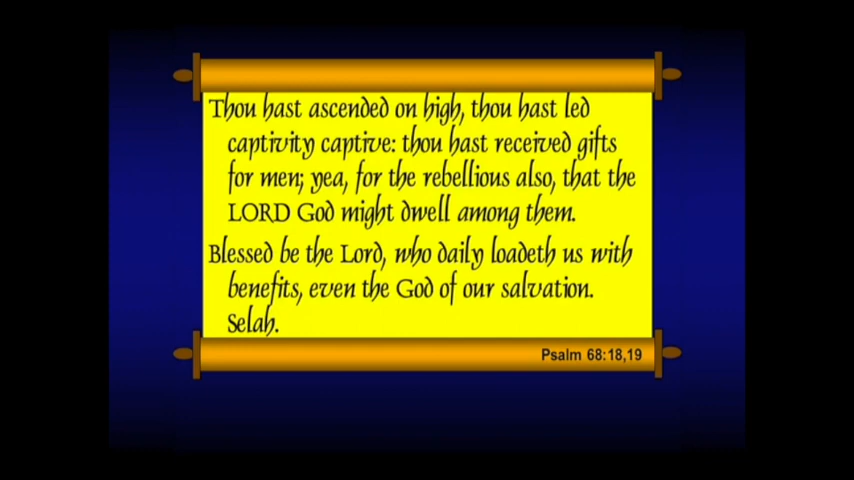 Thou hast ascended on high, thou hast led
captivity captive: thou hast received gifts
for men; yea, for the rebellious also, that the
LORD God might dwell among them.
Blessed be the Lord, who daily loadeth us with
benefits, even the God of our salvation.
Selah.
Psalm 68:18,19